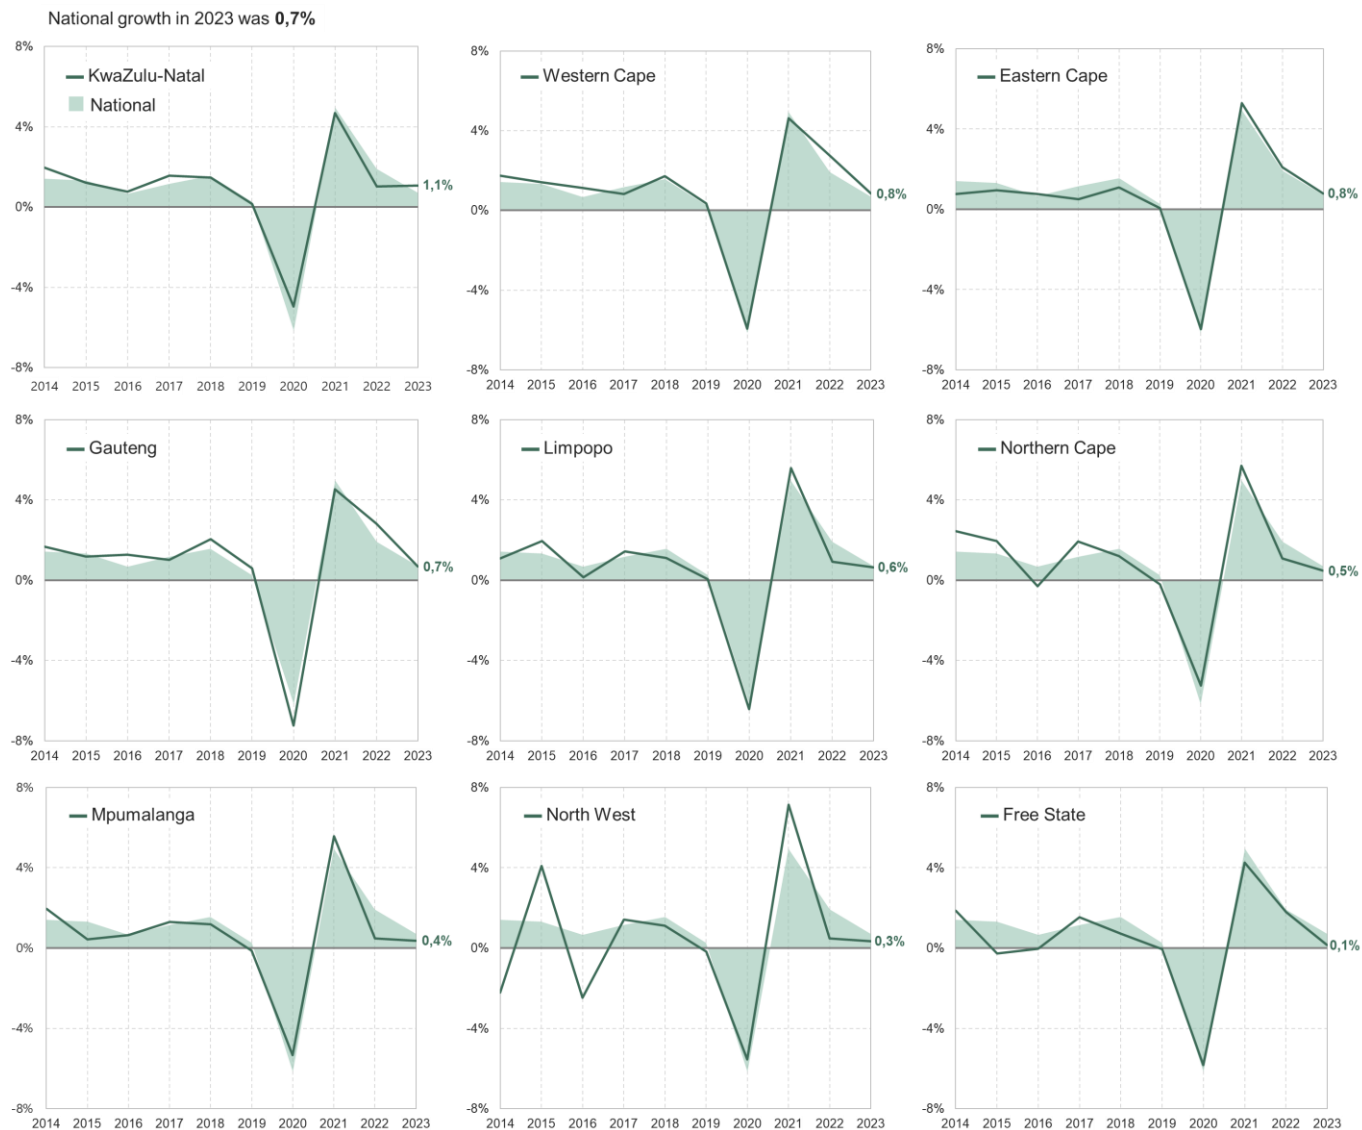 National growth in 2023 was 0,7%
8%
4%
0%
-4%
-8%
KwaZulu-Natal
National
1,1%
2014 2015 2016 2017 2018 2019 2020 2021 2022 2023
8%
4%
0%
-4%
-8%
Western Cape
0,8%
2014 2015 2016 2017 2018 2019 2020 2021 2022 2023
8%
4%
0%
-4%
-8%
Eastern Cape
0,8%
2014 2015 2016 2017 2018 2019 2020 2021 2022 2023
8%
4%
0%
-4%
-8%
Gauteng
0,7%
2014 2015 2016 2017 2018 2019 2020 2021 2022 2023
8%
4%
0%
-4%
-8%
Limpopo
0,6%
2014 2015 2016 2017 2018 2019 2020 2021 2022 2023
8%
4%
0%
-4%
-8%
Northern Cape
0,5%
2014 2015 2016 2017 2018 2019 2020 2021 2022 2023
8%
4%
0%
-4%
-8%
Mpumalanga
0,4%
2014 2015 2016 2017 2018 2019 2020 2021 2022 2023
8%
4%
0%
-4%
-8%
North West
0,3%
2014 2015 2016 2017 2018 2019 2020 2021 2022 2023
8%
4%
0%
-4%
-8%
Free State
0,1%
2014 2015 2016 2017 2018 2019 2020 2021 2022 2023